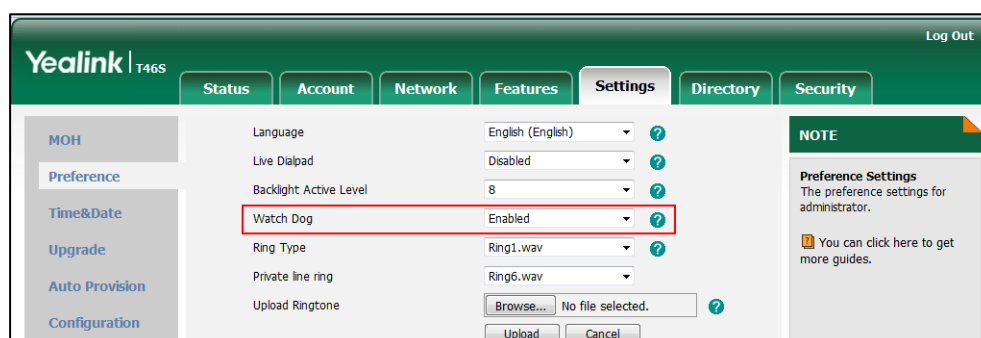 Log Out
Yealink T46S
Status Account Network Features Settings Directory Security
MOH
Preference
Time&Date
Upgrade
Auto Provision
Configuration
Language English (English)
Live Dialpad Disabled
Backlight Active Level 8
Watch Dog Enabled
Ring Type Ring1.wav
Private line ring Ring6.wav
Upload Ringtone Browse... No file selected.
Upload Cancel
NOTE
Preference Settings
The preference settings for
administrator.
You can click here to get
more guides.